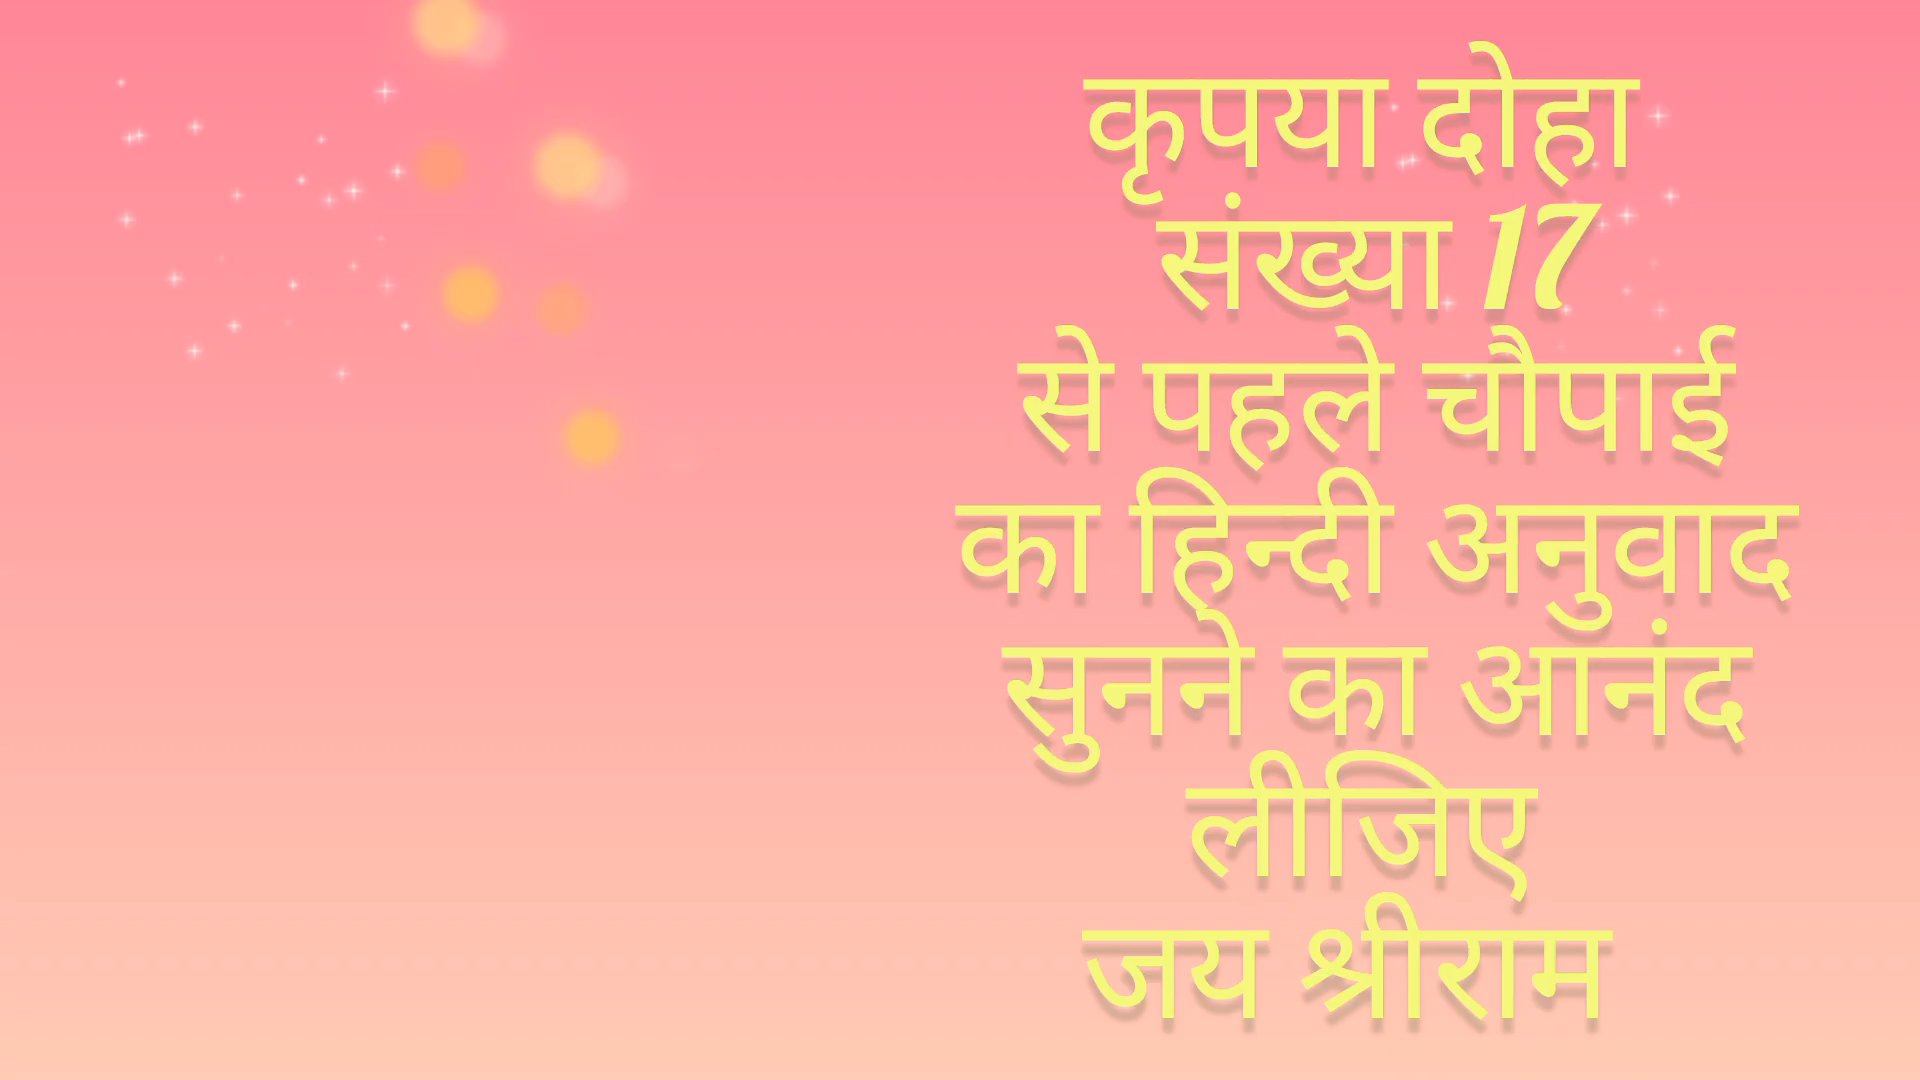 कृपया दोहा
संख्या 17
से पहले चौपाई
का हिन्दी अनुवाद
सुनने का आनंद
लीजिए
जय श्रीराम